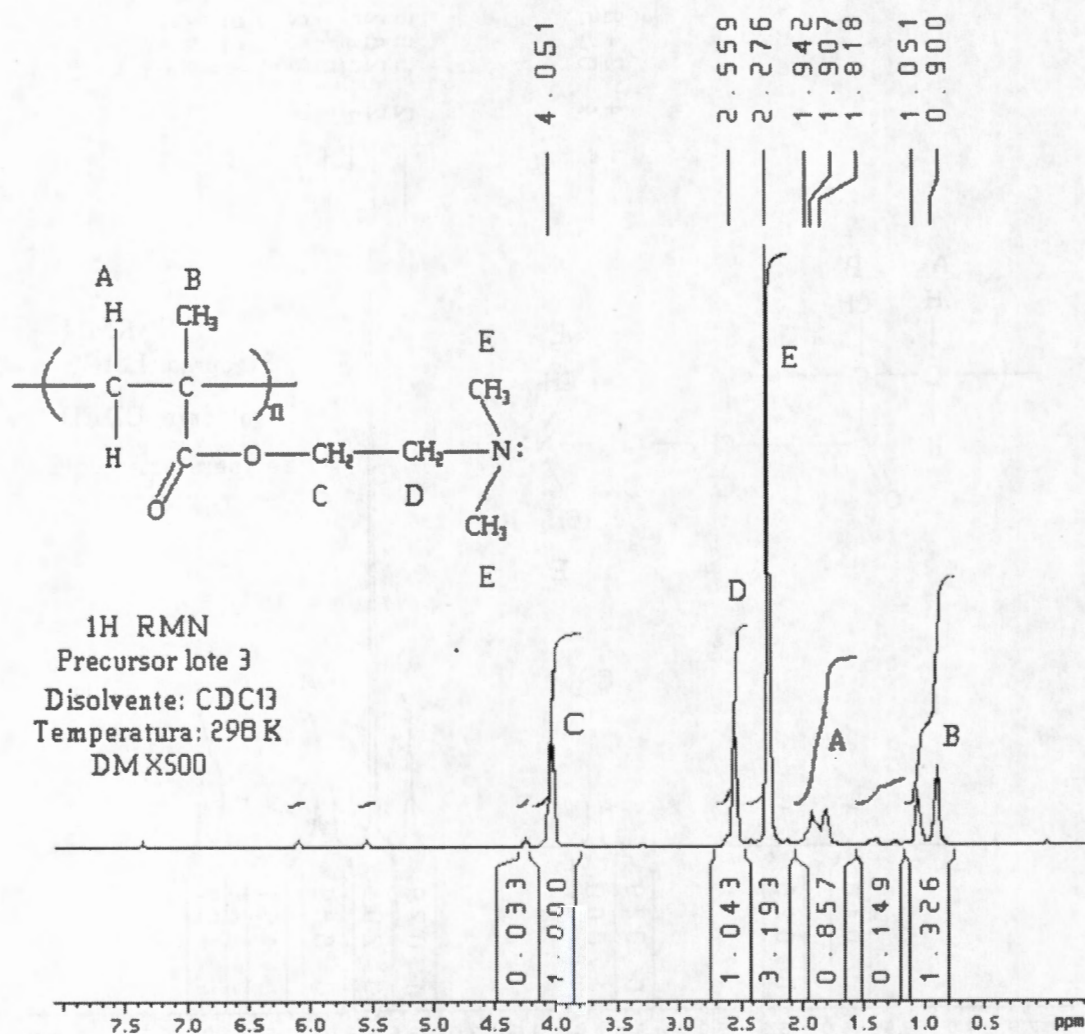 4.051
2.559
2.276
1.942
1.907
1.818
1.051
0.900
A B
H CH3
E
( C C )n CH3
H C O CH2 CH2 N:
O C D CH3
E
E
D
C
A
B
1H RMN
Precursor lote 3
Disolvente: CDC13
Temperatura: 298 K
DMX500
0.033
1.000
1.043
3.193
0.857
0.149
1.326
7.5 7.0 6.5 6.0 5.5 5.0 4.5 4.0 3.5 3.0 2.5 2.0 1.5 1.0 0.5 ppm